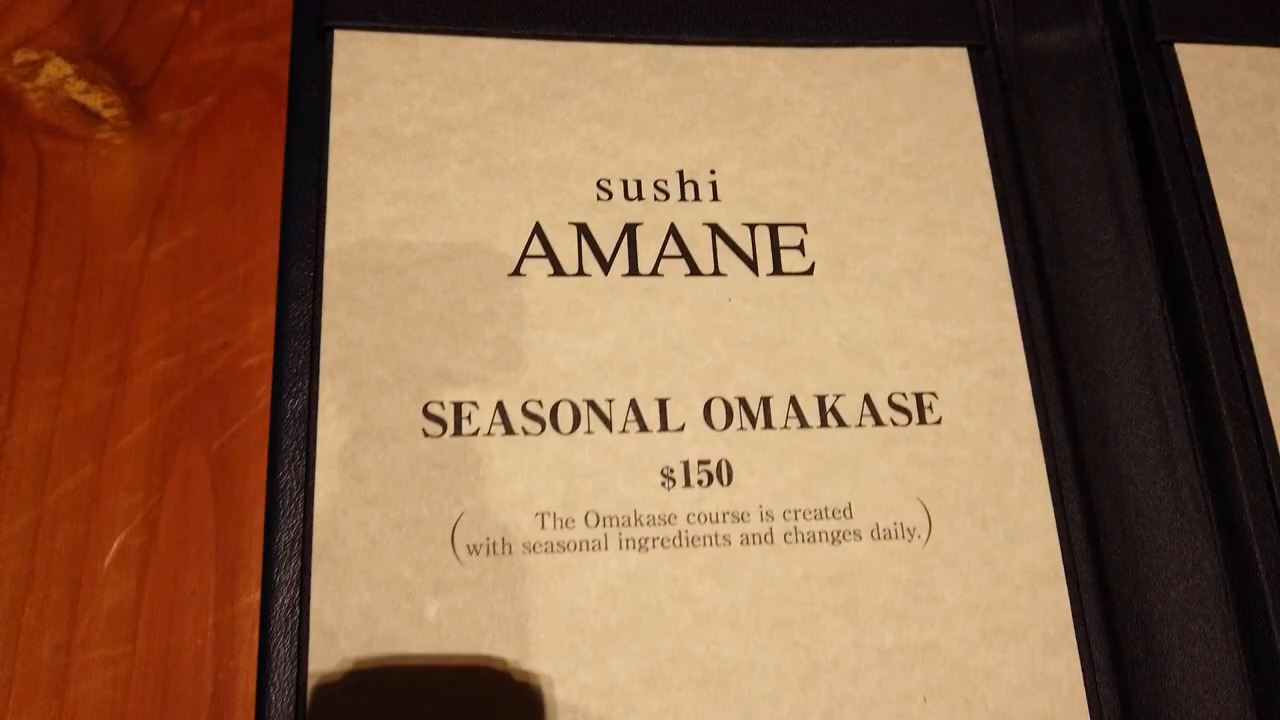 sushi
AMANE
SEASONAL OMAKASE
$150
(The Omakase course is created
with seasonal ingredients and changes daily.)